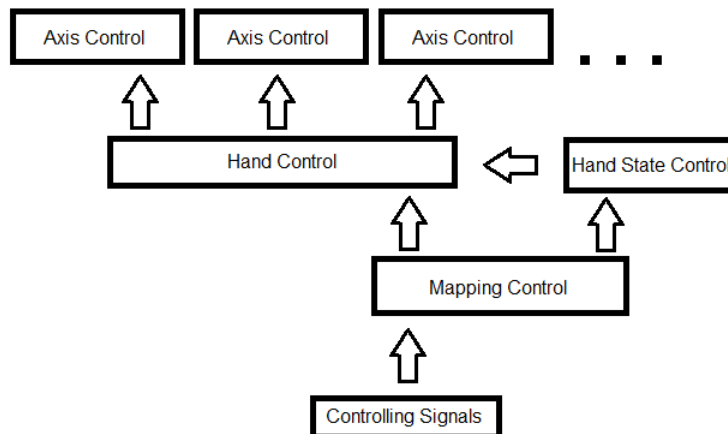 Axis Control
Axis Control
Axis Control
. . .
Hand Control
Hand State Control
Mapping Control
Controlling Signals